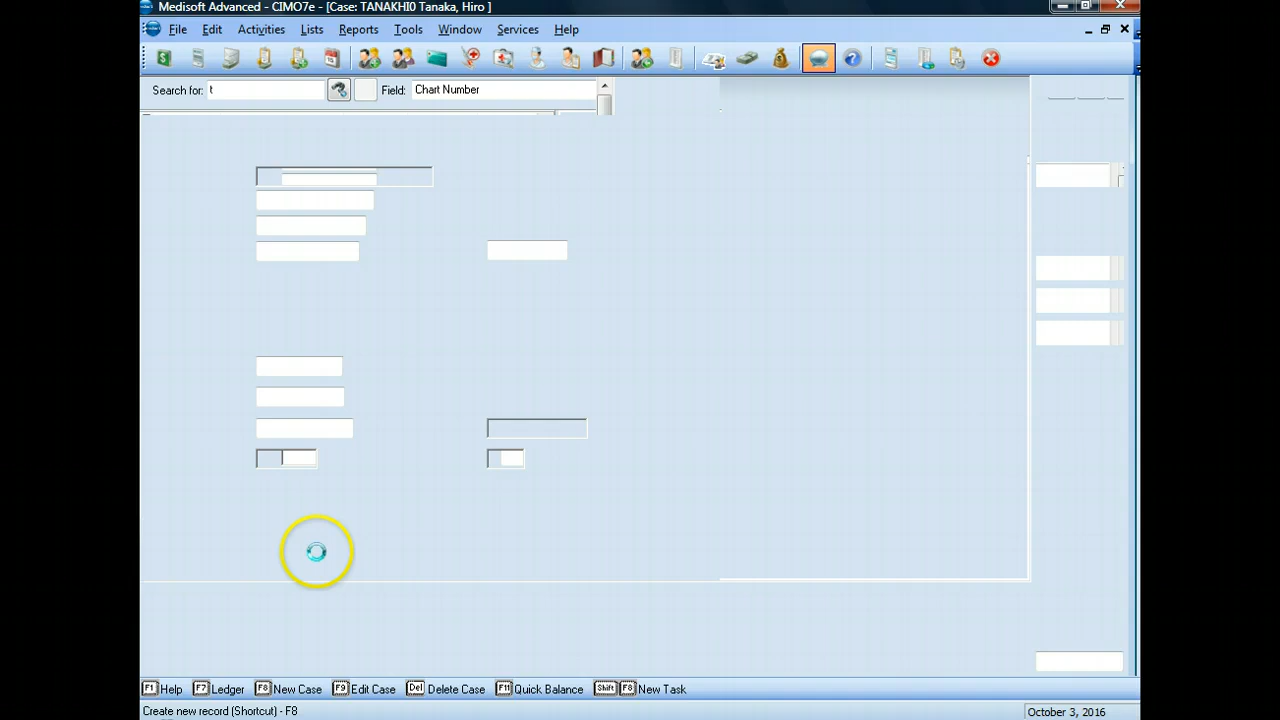 Medisoft Advanced - CIMO7e - [Case: TANAKHI0 Tanaka, Hiro ]
File Edit Activities Lists Reports Tools Window Services Help
Search for: t Field: Chart Number
F1 Help F7 Ledger F8 New Case F9 Edit Case Del Delete Case F11 Quick Balance Shift F8 New Task
Create new record (Shortcut) - F8 October 3, 2016